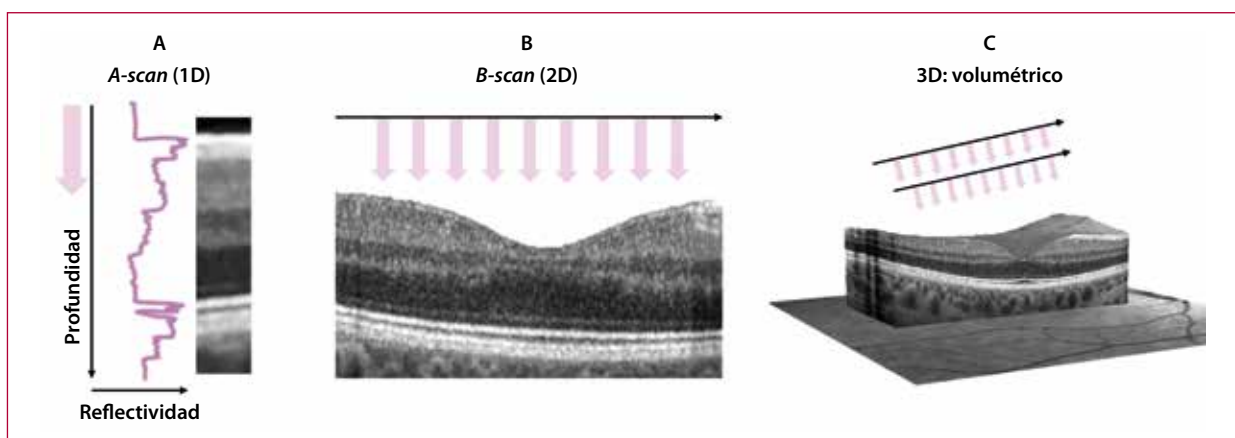 A
A-scan (1D)
Profundidad
Reflectividad
B
B-scan (2D)
C
3D: volumétrico